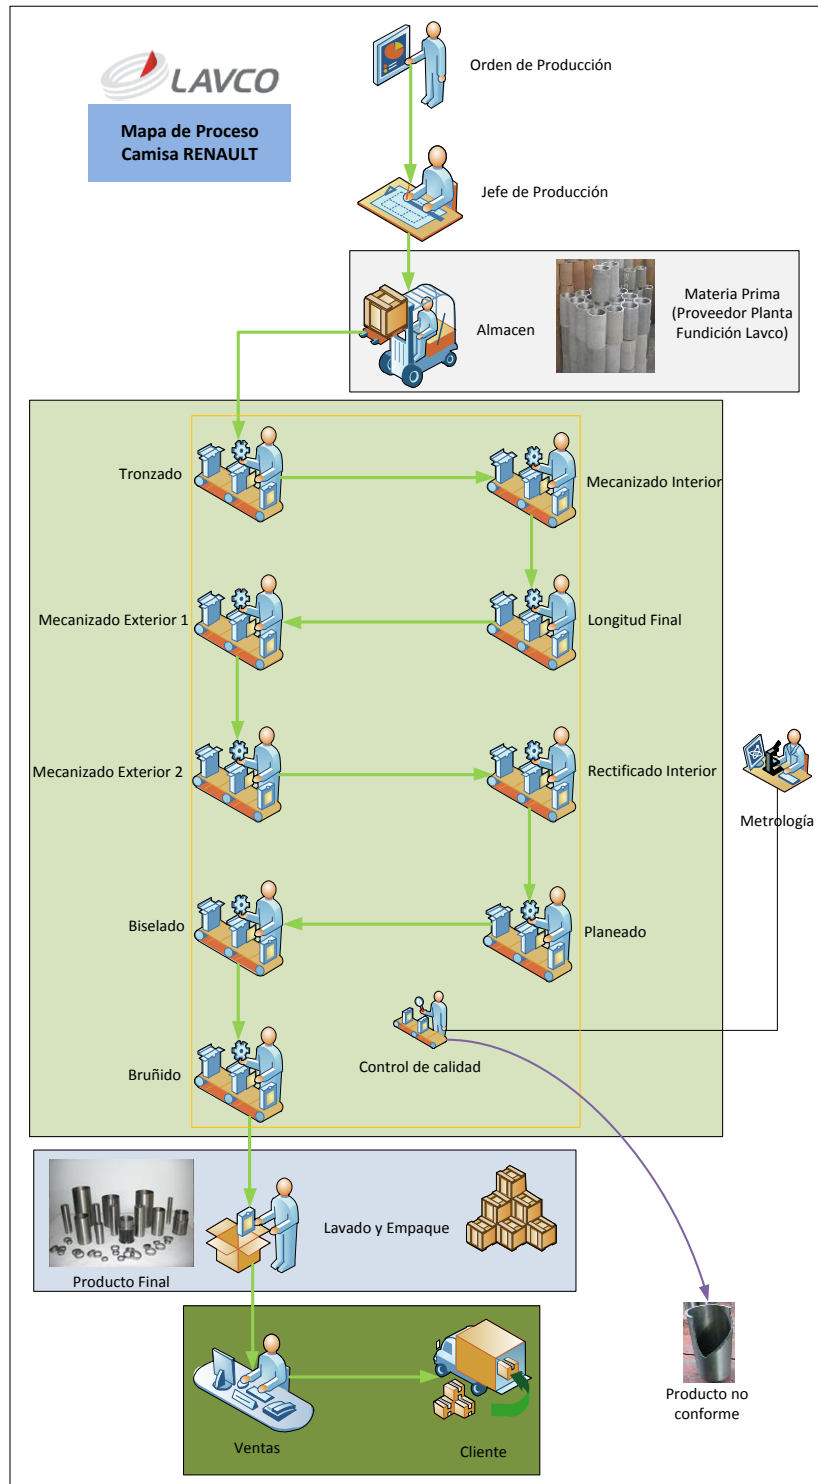 LAVCO
Mapa de Proceso
Camisa RENAULT
Orden de Producción
Jefe de Producción
Almacen
Materia Prima
(Proveedor Planta
Fundición Lavco)
Tronzado
Mecanizado Interior
Mecanizado Exterior 1
Longitud Final
Mecanizado Exterior 2
Rectificado Interior
Metrología
Biselado
Planeado
Control de calidad
Bruñido
Lavado y Empaque
Producto Final
Producto no
conforme
Ventas
Cliente